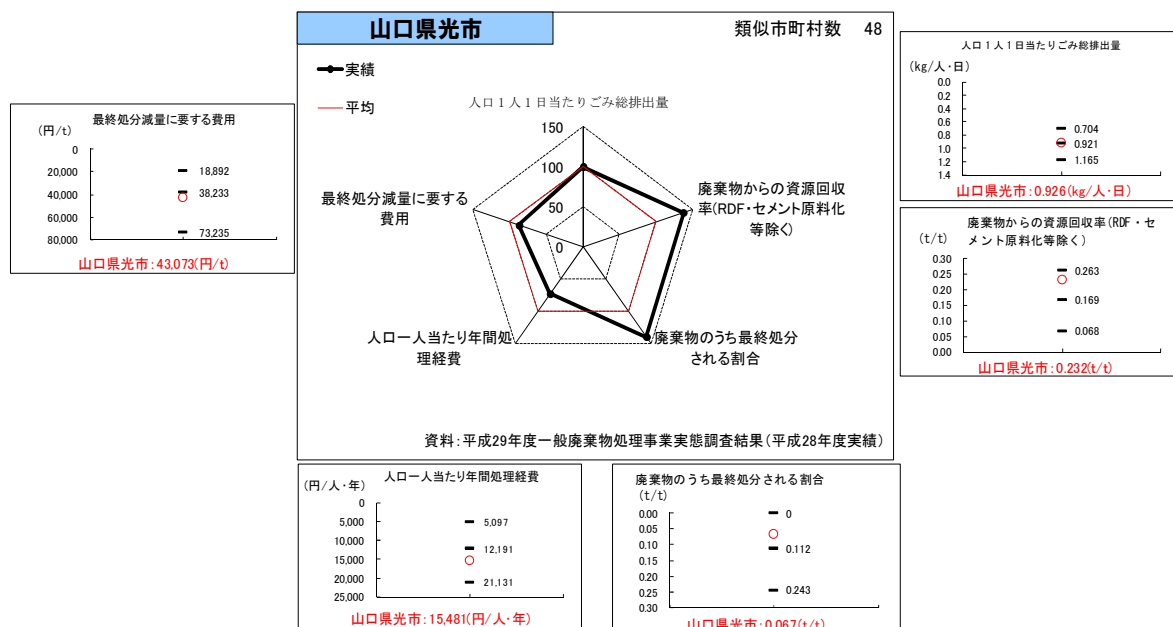 山口県光市
類似市町村数 48
実績
平均
人口1人1日当たりごみ総排出量
150
100
50
0
廃棄物からの資源回収
率(RDF・セメント原料化
等除く)
廃棄物のうち最終処分
される割合
人口一人当たり年間処
理経費
最終処分減量に要する
費用
資料:平成29年度一般廃棄物処理事業実態調査結果(平成28年度実績)
最終処分減量に要する費用
(円/t)
0
20,000
40,000
60,000
80,000
18,892
38,233
73,235
山口県光市:43,073(円/t)
人口1人1日当たりごみ総排出量
(kg/人・日)
0.0
0.2
0.4
0.6
0.8
1.0
1.2
1.4
0.704
0.921
1.165
山口県光市:0.926(kg/人・日)
廃棄物からの資源回収率(RDF・セ
メント原料化等除く)
(t/t)
0.30
0.25
0.20
0.15
0.10
0.05
0.00
0.263
0.169
0.068
山口県光市:0.232(t/t)
人口一人当たり年間処理経費
(円/人・年)
0
5,000
10,000
15,000
20,000
25,000
5,097
12,191
21,131
山口県光市:15,481(円/人・年)
廃棄物のうち最終処分される割合
(t/t)
0.00
0.05
0.10
0.15
0.20
0.25
0.30
0
0.112
0.243
山口県光市:0.067(t/t)